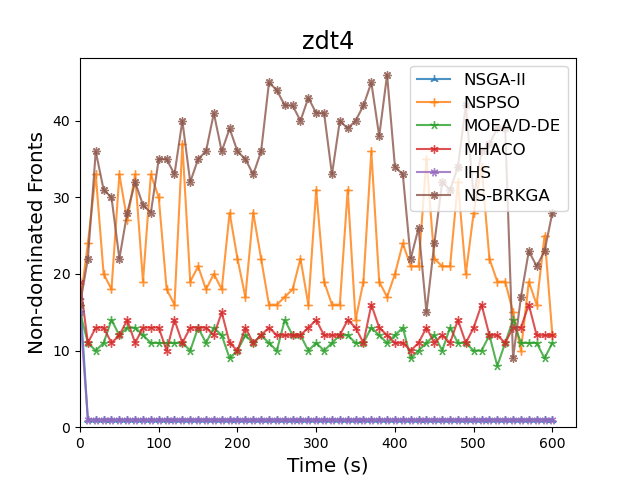 zdt4
Non-dominated Fronts
40
30
20
10
0
0 100 200 300 400 500 600
Time (s)
NSGA-II
NSPSO
MOEA/D-DE
MHACO
IHS
NS-BRKGA